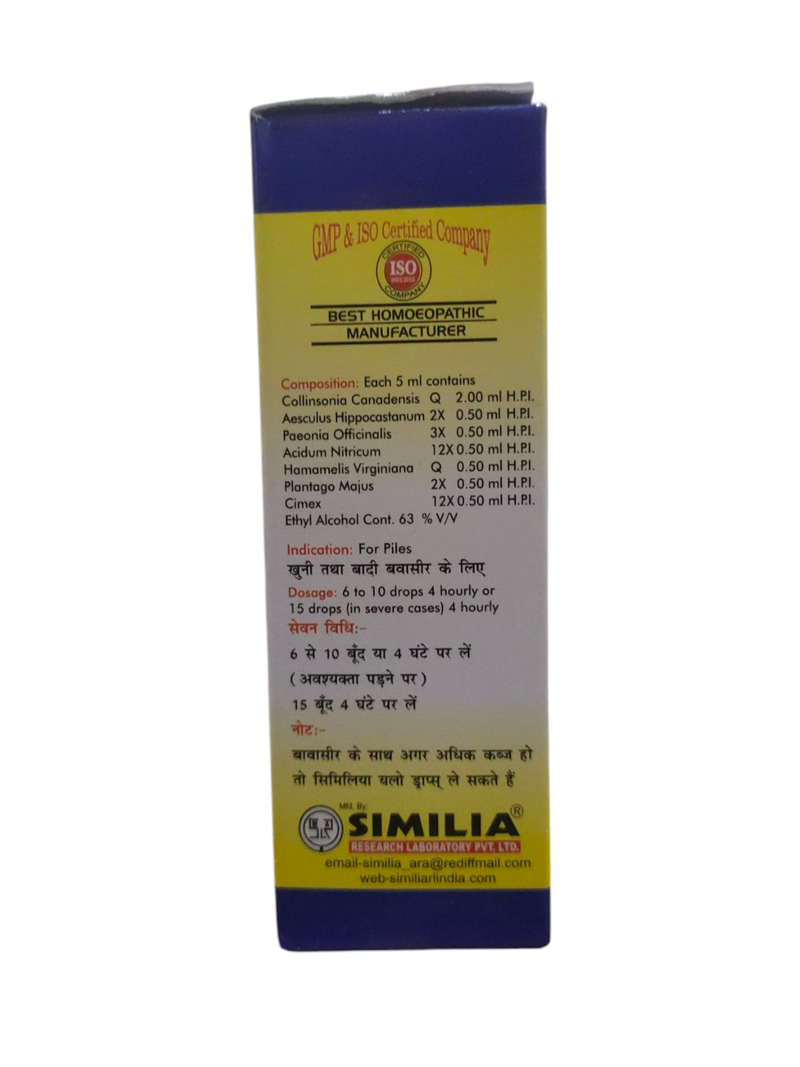 GMP & ISO Certified Company
CERTIFIED
ISO
9001:2015
COMPANY
BEST HOMOEOPATHIC
MANUFACTURER
Composition: Each 5 ml contains
Collinsonia Canadensis Q 2.00 ml H.P.I.
Aesculus Hippocastanum 2X 0.50 ml H.P.I.
Paeonia Officinalis 3X 0.50 ml H.P.I.
Acidum Nitricum 12X 0.50 ml H.P.I.
Hamamelis Virginiana Q 0.50 ml H.P.I.
Plantago Majus 2X 0.50 ml H.P.I.
Cimex 12X 0.50 ml H.P.I.
Ethyl Alcohol Cont. 63 % V/V
Indication: For Piles
खुनी तथा बादी बवासीर के लिए
Dosage: 6 to 10 drops 4 hourly or
15 drops (in severe cases) 4 hourly
सेवन विधि:-
6 से 10 बूँद या 4 घंटे पर लें
(अवश्यक्ता पड़ने पर)
15 बूँद 4 घंटे पर लें
नोट:-
बावासीर के साथ अगर अधिक कब्ज हो
तो सिमिलिया यलो ड्राप्स् ले सकते हैं
Mfd. By:
SIMILIA®
RESEARCH LABORATORY PVT. LTD.
email-similia_ara@rediffmail.com
web-similiarlindia.com